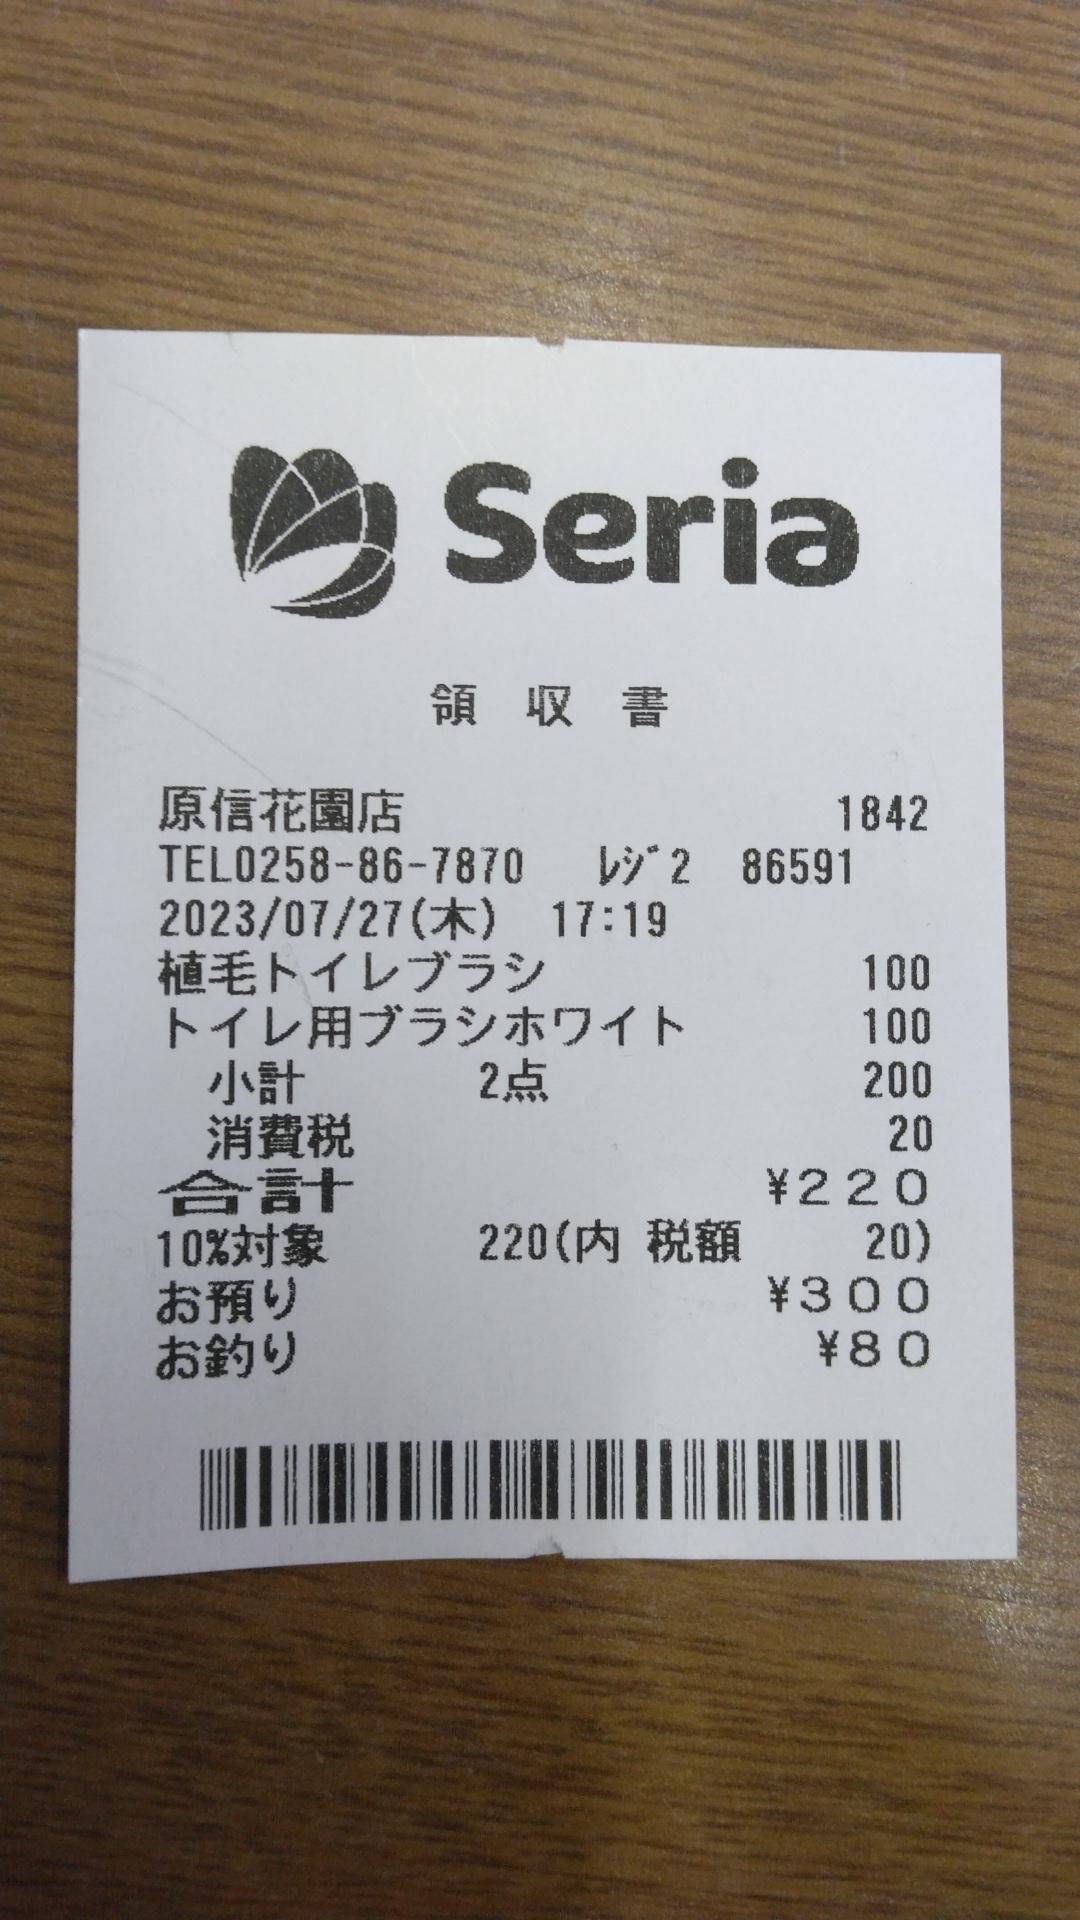 Seria
領 収 書
原信花園店 1842
TEL0258-86-7870 ﾚｼﾞ2 86591
2023/07/27(木) 17:19
植毛トイレブラシ 100
トイレ用ブラシホワイト 100
小計 2点 200
消費税 20
合計 ¥220
10%対象 220(内 税額 20)
お預り ¥300
お釣り ¥80